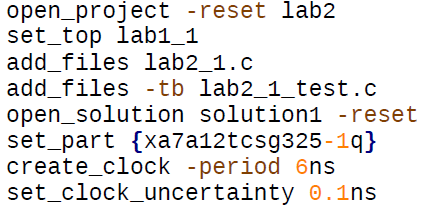 open_project -reset lab2
set_top lab1_1
add_files lab2_1.c
add_files -tb lab2_1_test.c
open_solution solution1 -reset
set_part {xa7a12tcsg325-1q}
create_clock -period 6ns
set_clock_uncertainty 0.1ns